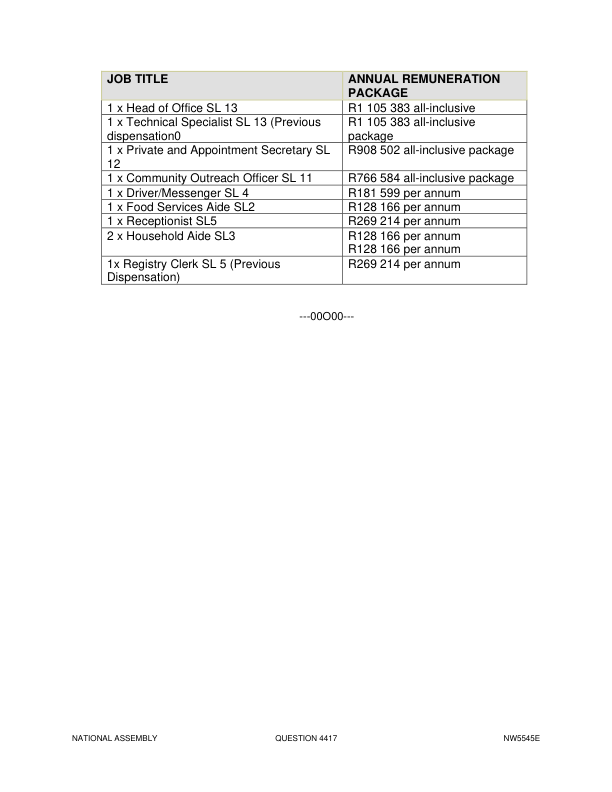 JOB TITLE
ANNUAL REMUNERATION
PACKAGE
1 x Head of Office SL 13
R1 105 383 all-inclusive
1 x Technical Specialist SL 13 (Previous
dispensation0
R1 105 383 all-inclusive
package
1 x Private and Appointment Secretary SL
12
R908 502 all-inclusive package
1 x Community Outreach Officer SL 11
R766 584 all-inclusive package
1 x Driver/Messenger SL 4
R181 599 per annum
1 x Food Services Aide SL2
R128 166 per annum
1 x Receptionist SL5
R269 214 per annum
2 x Household Aide SL3
R128 166 per annum
R128 166 per annum
1x Registry Clerk SL 5 (Previous
Dispensation)
R269 214 per annum
---00O00---
NATIONAL ASSEMBLY QUESTION 4417 NW5545E